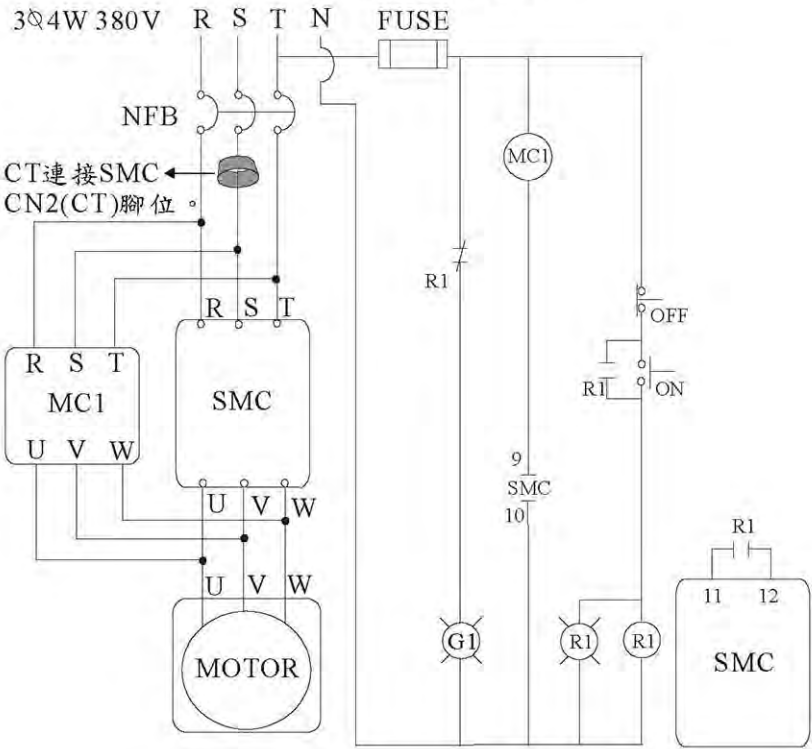 3∅4W 380V R S T N FUSE
NFB
CT連接SMC
CN2(CT)腳位。
MC1
R1
OFF
R S T
R S T
MC1
SMC
R1
ON
U V W
9
SMC
10
U V W
R1
11 12
U V W
G1
R1
R1
SMC
MOTOR